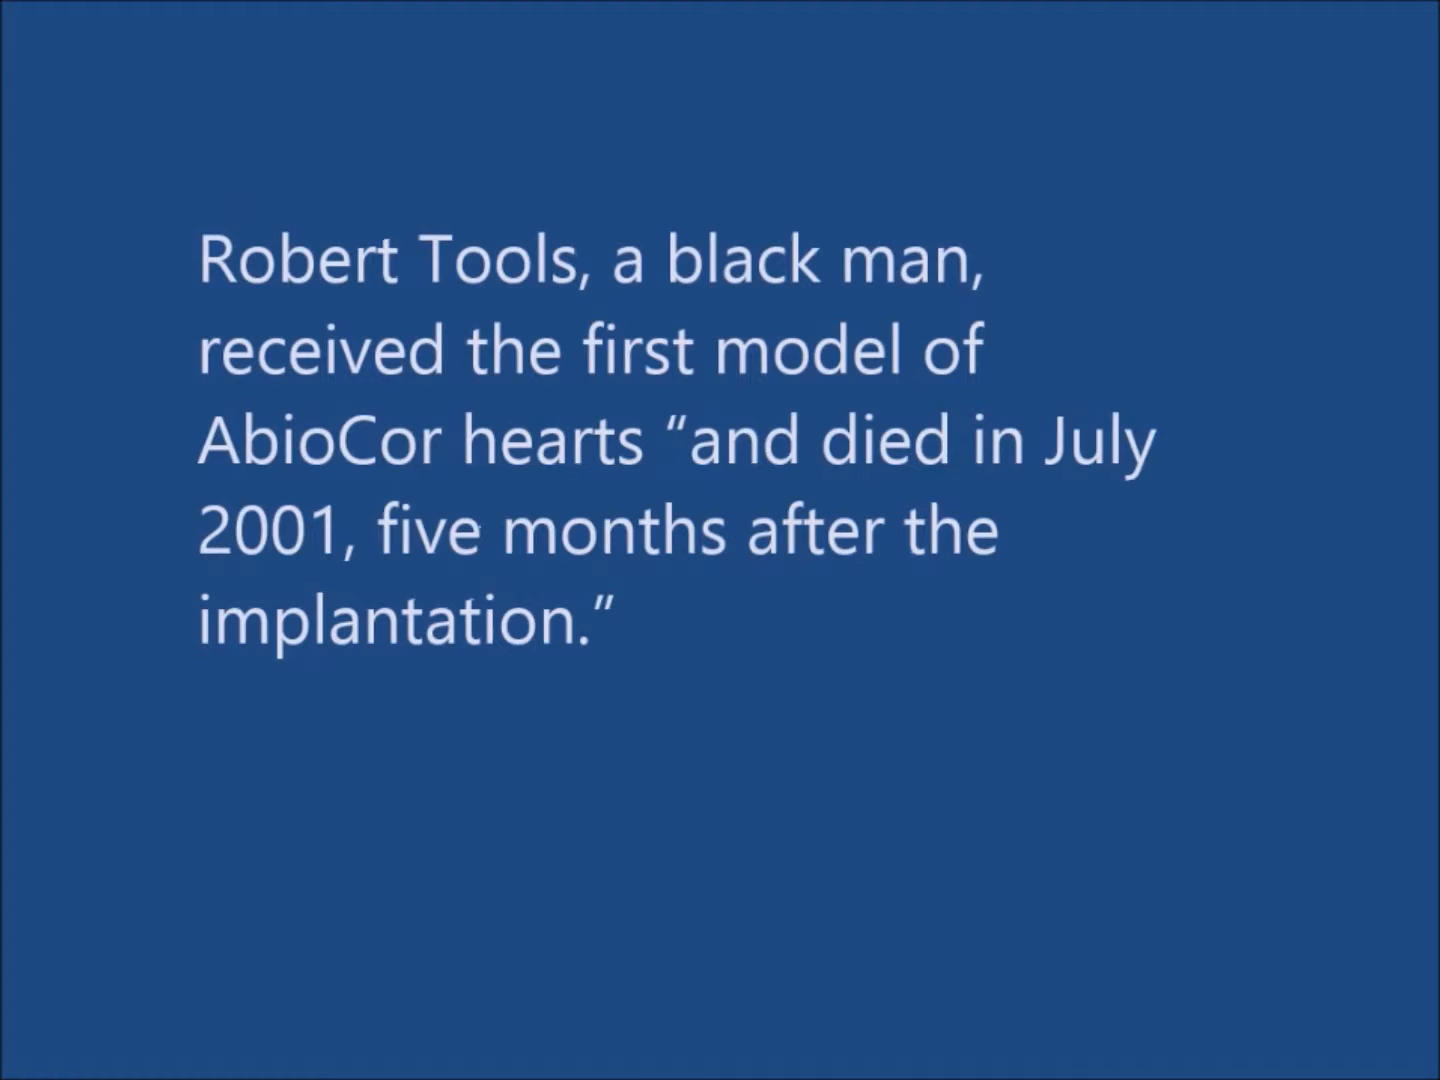 Robert Tools, a black man,
received the first model of
AbioCor hearts “and died in July
2001, five months after the
implantation.”